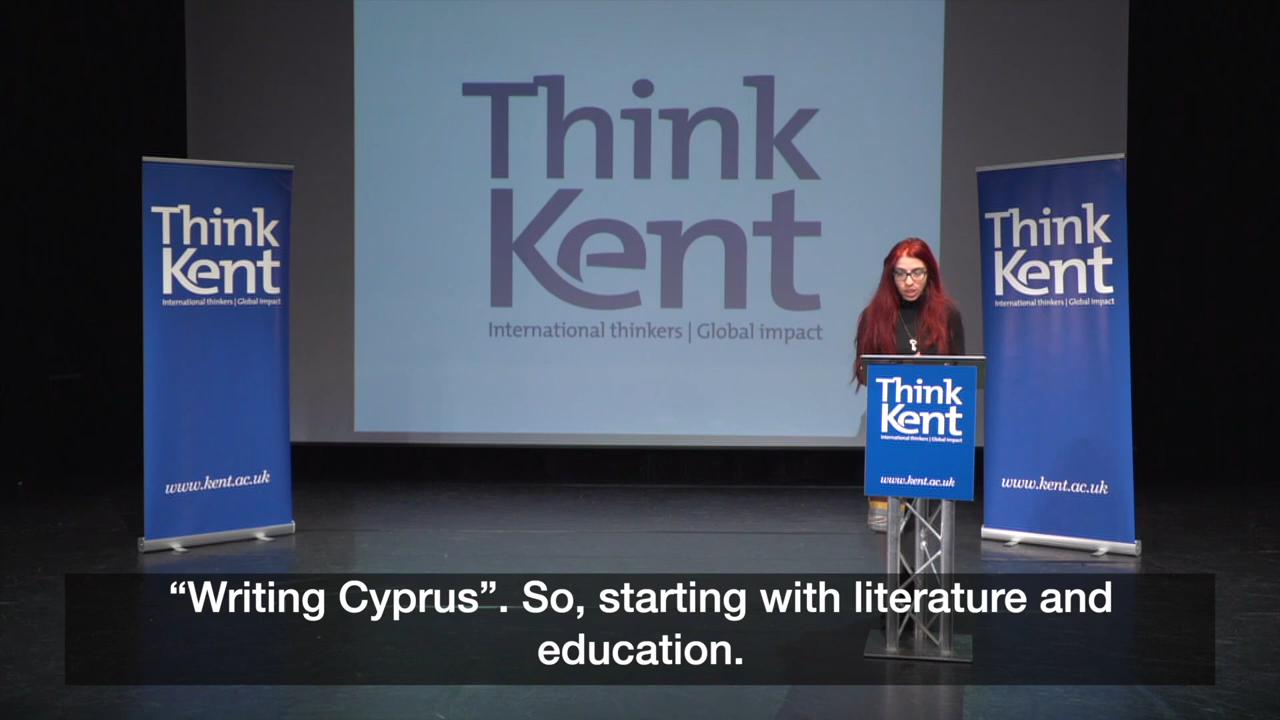 Think
Kent
International thinkers | Global impact
Think
Kent
International thinkers | Global impact
www.kent.ac.uk
Think
Kent
International thinkers | Global impact
www.kent.ac.uk
Think
Kent
International thinkers | Global impact
www.kent.ac.uk
“Writing Cyprus”. So, starting with literature and
education.